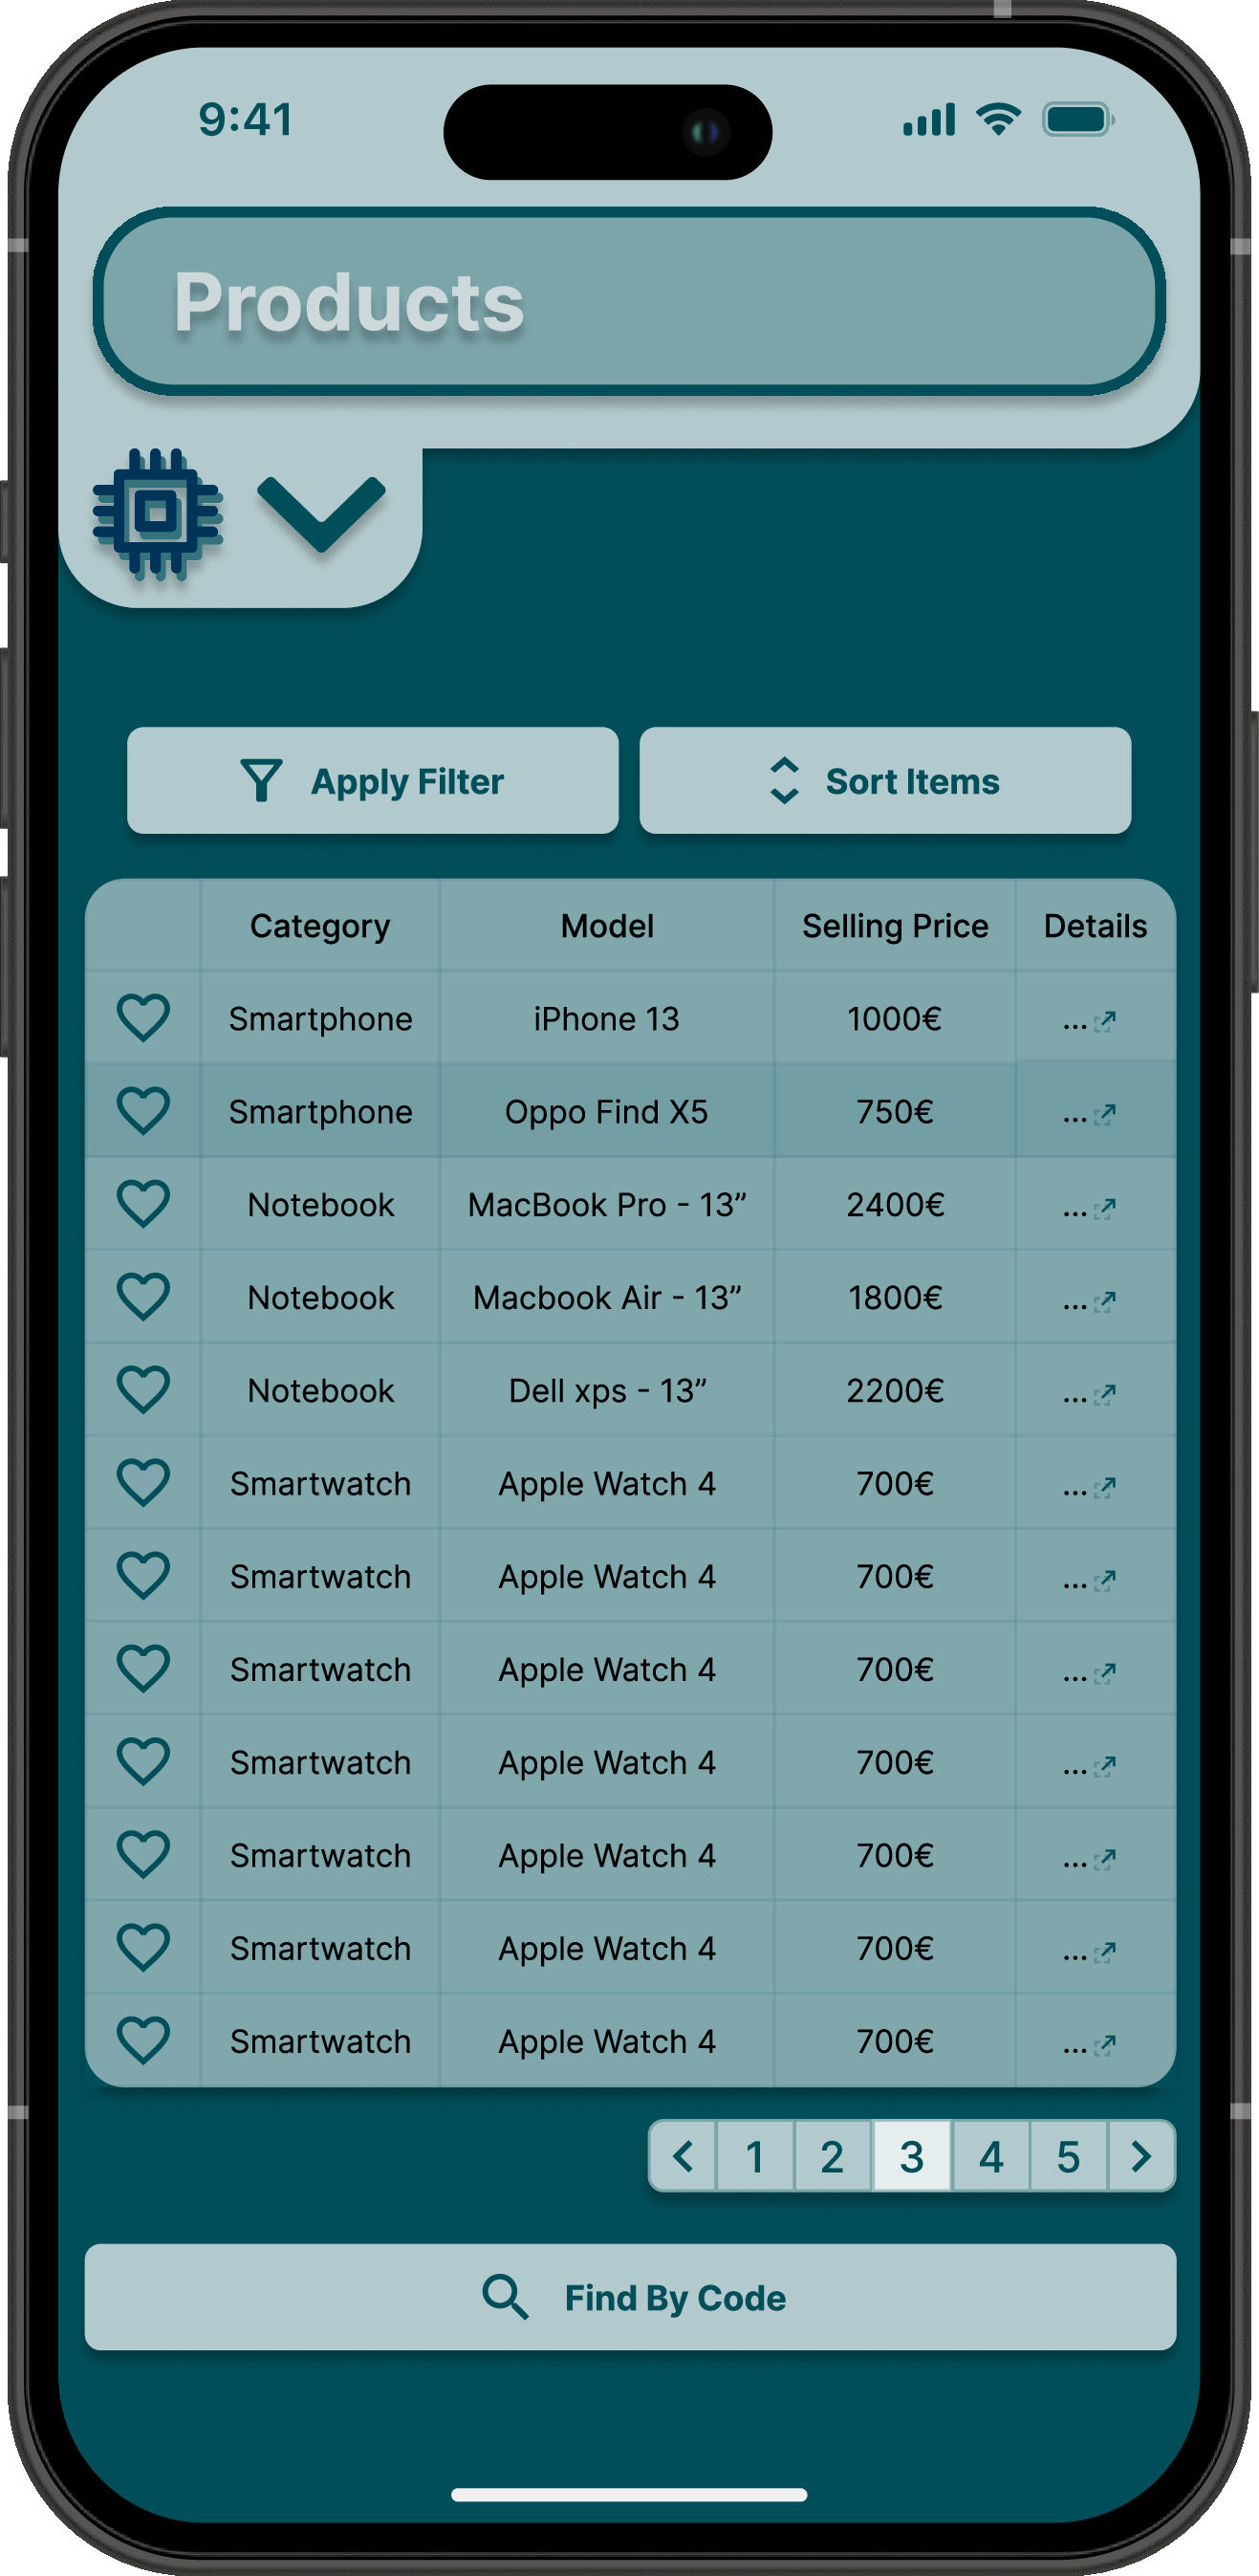 9:41
Products
Apply Filter
Sort Items
Category Model Selling Price Details
Smartphone iPhone 13 1000€ ...
Smartphone Oppo Find X5 750€ ...
Notebook MacBook Pro - 13” 2400€ ...
Notebook Macbook Air - 13” 1800€ ...
Notebook Dell xps - 13” 2200€ ...
Smartwatch Apple Watch 4 700€ ...
Smartwatch Apple Watch 4 700€ ...
Smartwatch Apple Watch 4 700€ ...
Smartwatch Apple Watch 4 700€ ...
Smartwatch Apple Watch 4 700€ ...
Smartwatch Apple Watch 4 700€ ...
Smartwatch Apple Watch 4 700€ ...
1 2 3 4 5
Find By Code